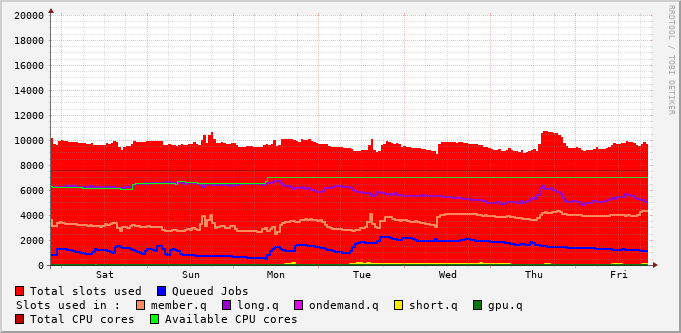 20000
18000
16000
14000
12000
10000
8000
6000
4000
2000
0
Sat Sun Mon Tue Wed Thu Fri
RRDTOOL / TOBI OETIKER
Total slots used Queued Jobs
Slots used in : member.q long.q ondemand.q short.q gpu.q
Total CPU cores Available CPU cores